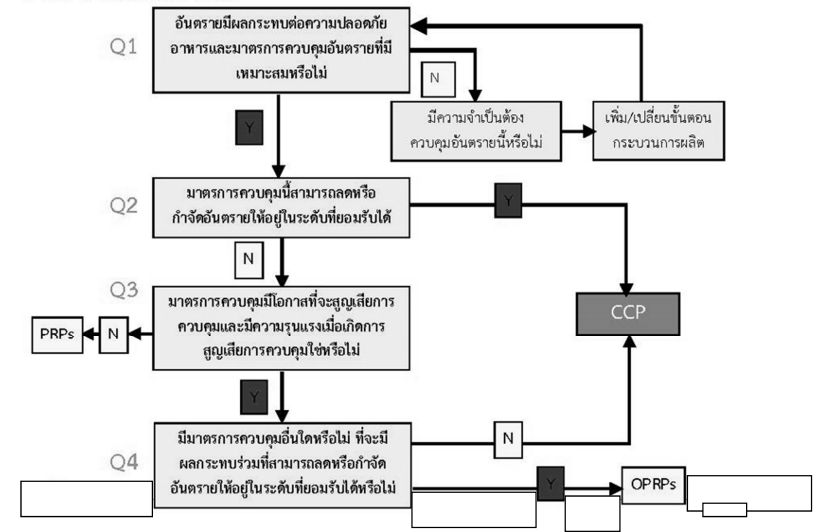 Q1
อันตรายมีผลกระทบต่อความปลอดภัย
อาหารและมาตรการควบคุมอันตรายที่มี
เหมาะสมหรือไม่
N
มีความจำเป็นต้อง
ควบคุมอันตรายนี้หรือไม่
เพิ่ม/เปลี่ยนขั้นตอน
กระบวนการผลิต
Y
Q2
มาตรการควบคุมนี้สามารถลดหรือ
กำจัดอันตรายให้อยู่ในระดับที่ยอมรับได้
Y
N
CCP
Q3
มาตรการควบคุมมีโอกาสที่จะสูญเสียการ
ควบคุมและมีความรุนแรงเมื่อเกิดการ
สูญเสียการควบคุมใช่หรือไม่
PRPs
N
Y
Q4
มีมาตรการควบคุมอื่นใดหรือไม่ ที่จะมี
ผลกระทบร่วมที่สามารถลดหรือกำจัด
อันตรายให้อยู่ในระดับที่ยอมรับได้หรือไม่
N
Y
OPRPs